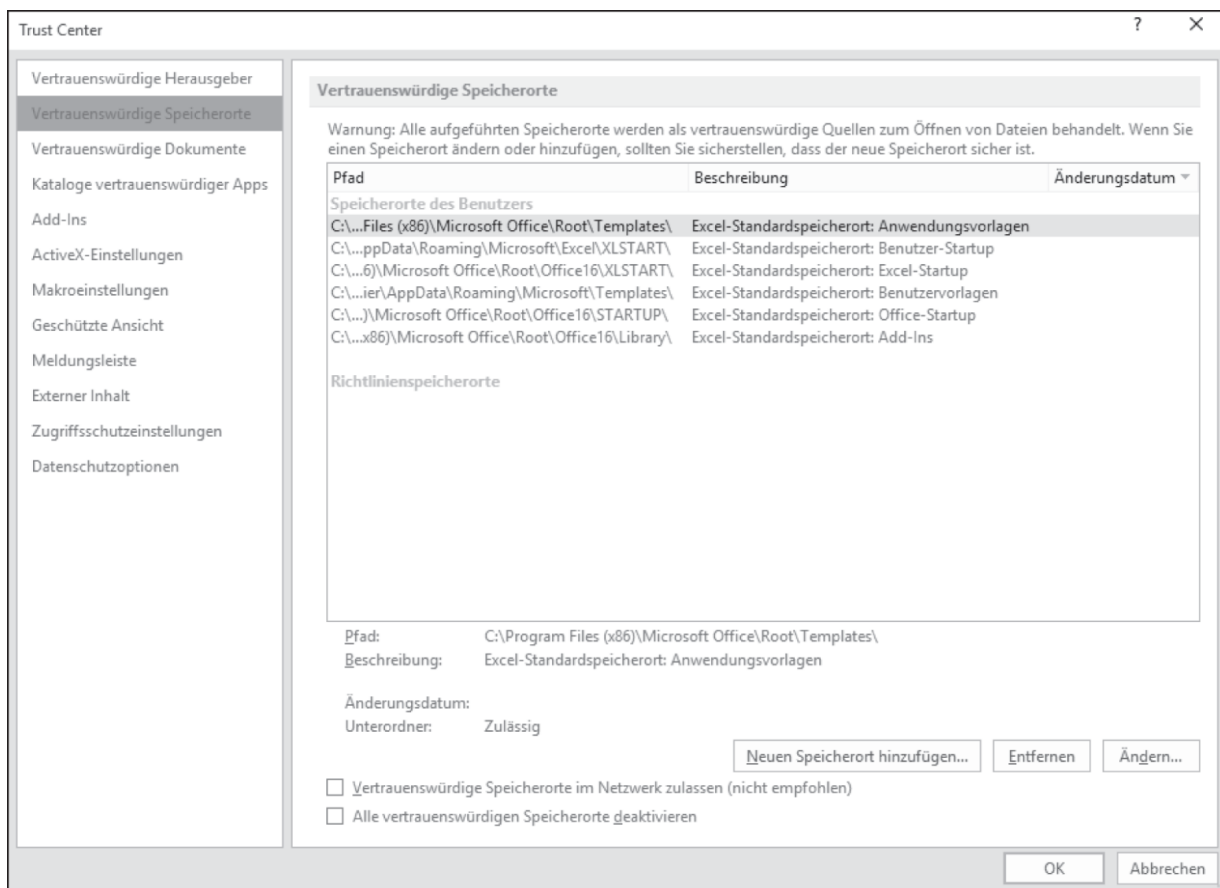 Trust Center
?
Vertrauenswürdige Herausgeber
Vertrauenswürdige Speicherorte
Vertrauenswürdige Dokumente
Kataloge vertrauenswürdiger Apps
Add-Ins
ActiveX-Einstellungen
Makroeinstellungen
Geschützte Ansicht
Meldungsleiste
Externer Inhalt
Zugriffsschutzeinstellungen
Datenschutzoptionen
Vertrauenswürdige Speicherorte
Warnung: Alle aufgeführten Speicherorte werden als vertrauenswürdige Quellen zum Öffnen von Dateien behandelt. Wenn Sie
einen Speicherort ändern oder hinzufügen, sollten Sie sicherstellen, dass der neue Speicherort sicher ist.
Pfad Beschreibung Änderungsdatum
Speicherorte des Benutzers
C:\...Files (x86)\Microsoft Office\Root\Templates\ Excel-Standardspeicherort: Anwendungsvorlagen
C:\...ppData\Roaming\Microsoft\Excel\XLSTART\ Excel-Standardspeicherort: Benutzer-Startup
C:\...6)\Microsoft Office\Root\Office16\XLSTART\ Excel-Standardspeicherort: Excel-Startup
C:\...ier\AppData\Roaming\Microsoft\Templates\ Excel-Standardspeicherort: Benutzervorlagen
C:\...)\Microsoft Office\Root\Office16\STARTUP\ Excel-Standardspeicherort: Office-Startup
C:\...x86)\Microsoft Office\Root\Office16\Library\ Excel-Standardspeicherort: Add-Ins
Richtlinienspeicherorte
Pfad: C:\Program Files (x86)\Microsoft Office\Root\Templates\
Beschreibung: Excel-Standardspeicherort: Anwendungsvorlagen
Änderungsdatum:
Unterordner: Zulässig
Neuen Speicherort hinzufügen... Entfernen Ändern...
Vertrauenswürdige Speicherorte im Netzwerk zulassen (nicht empfohlen)
Alle vertrauenswürdigen Speicherorte deaktivieren
OK Abbrechen